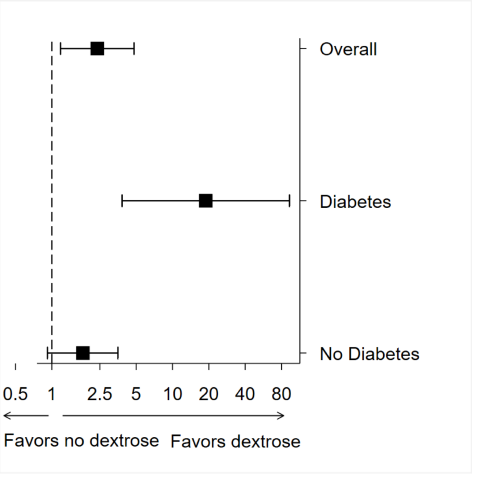 Overall
Diabetes
No Diabetes
0.5 1 2.5 5 10 20 40 80
Favors no dextrose Favors dextrose